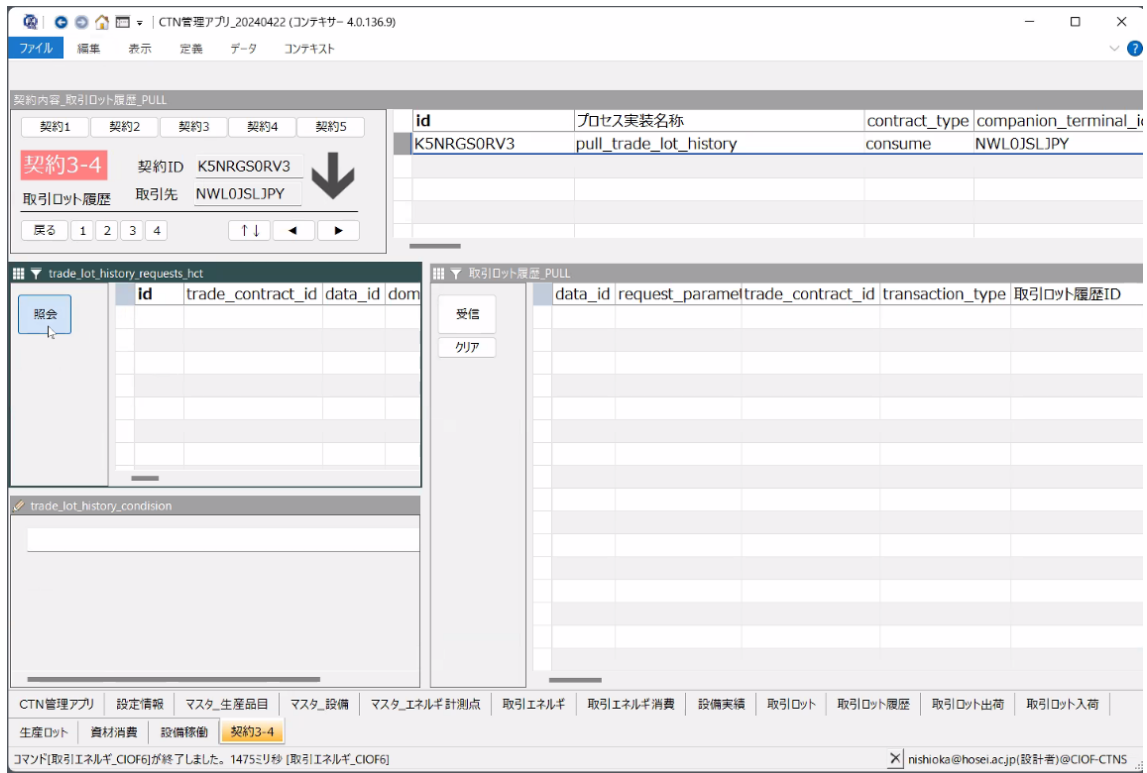 CTN管理アプリ_20240422 (コンテキサー 4.0.136.9)
ファイル 編集 表示 定義 データ コンテキスト
契約内容_取引ロット履歴_PULL
契約1 契約2 契約3 契約4 契約5
契約3-4 契約ID K5NRGS0RV3
取引ロット履歴 取引先 NWL0JSLJPY
戻る 1 2 3 4 ↑↓ ◀ ▶
id プロセス実装名称 contract_type companion_terminal_i
K5NRGS0RV3 pull_trade_lot_history consume NWL0JSLJPY
trade_lot_history_requests_hct
照会
id trade_contract_id data_id dom
取引ロット履歴_PULL
受信
クリア
data_id request_paramet trade_contract_id transaction_type 取引ロット履歴ID
trade_lot_history_condision
CTN管理アプリ 設定情報 マスタ_生産品目 マスタ_設備 マスタ_エネルギ計測点 取引エネルギ 取引エネルギ消費 設備実績 取引ロット 取引ロット履歴 取引ロット出荷 取引ロット入荷
生産ロット 資材消費 設備稼働 契約3-4
コマンド[取引エネルギ_CIOF6]が終了しました。1475ミリ秒 [取引エネルギ_CIOF6] nishioka@hosei.ac.jp(設計者)@CIOF-CTNS